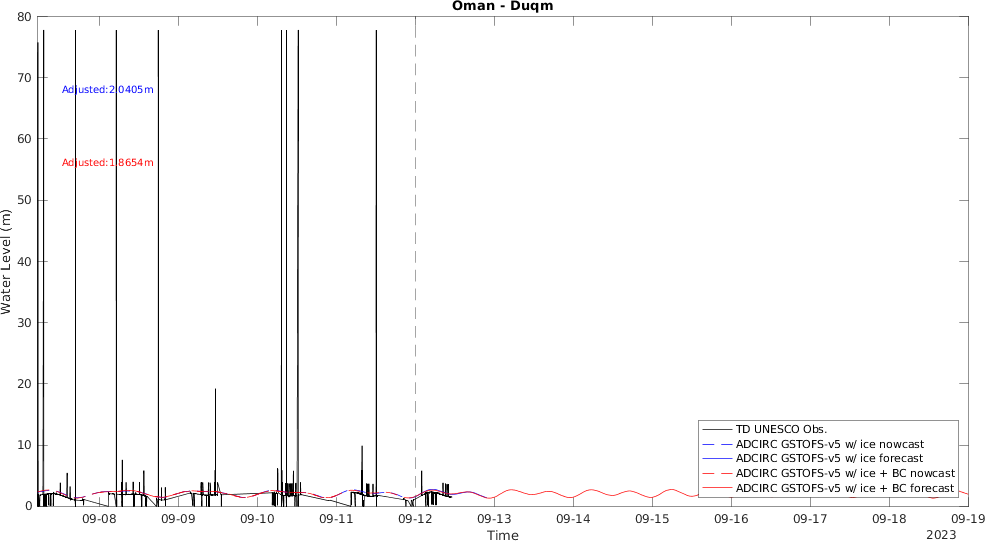 Oman - Duqm
Water Level (m)
80
70
60
50
40
30
20
10
0
Adjusted:2.0405m
Adjusted:1.8654m
TD UNESCO Obs.
ADCIRC GSTOFS-v5 w/ ice nowcast
ADCIRC GSTOFS-v5 w/ ice forecast
ADCIRC GSTOFS-v5 w/ ice + BC nowcast
ADCIRC GSTOFS-v5 w/ ice + BC forecast
09-08 09-09 09-10 09-11 09-12 09-13 09-14 09-15 09-16 09-17 09-18 09-19
Time
2023